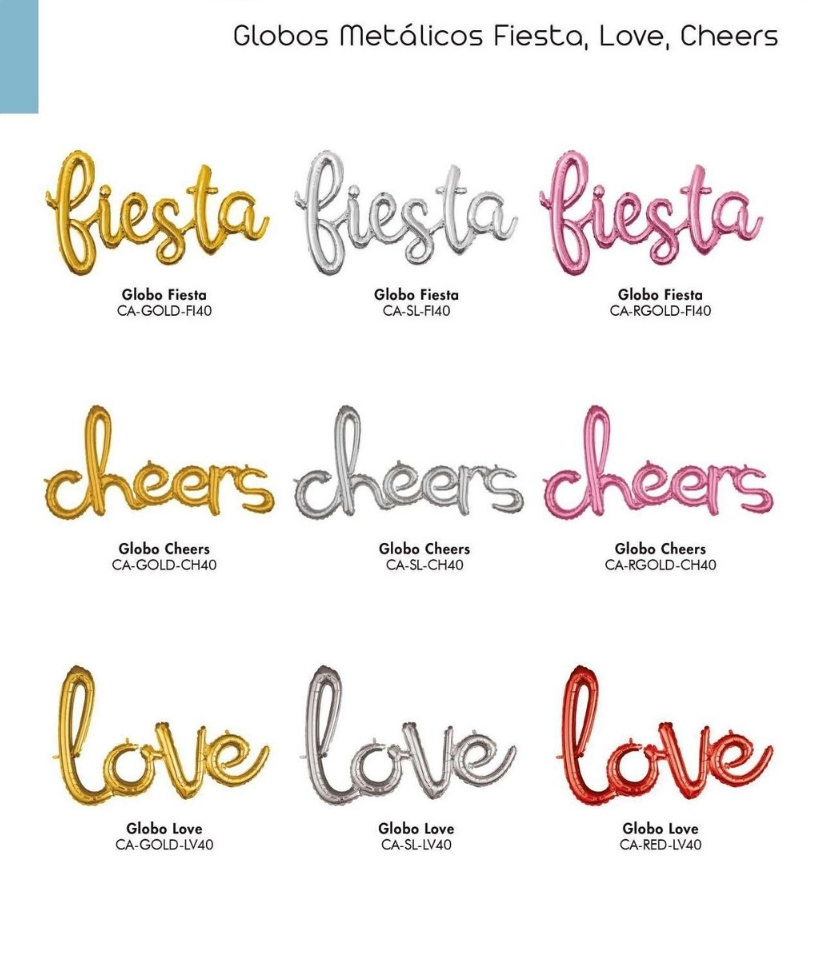 Globos Metálicos Fiesta, Love, Cheers
fiesta fiesta fiesta
Globo Fiesta Globo Fiesta Globo Fiesta
CA-GOLD-FI40 CA-SL-FI40 CA-RGOLD-FI40
cheers cheers cheers
Globo Cheers Globo Cheers Globo Cheers
CA-GOLD-CH40 CA-SL-CH40 CA-RGOLD-CH40
love love love
Globo Love Globo Love Globo Love
CA-GOLD-LV40 CA-SL-LV40 CA-RED-LV40